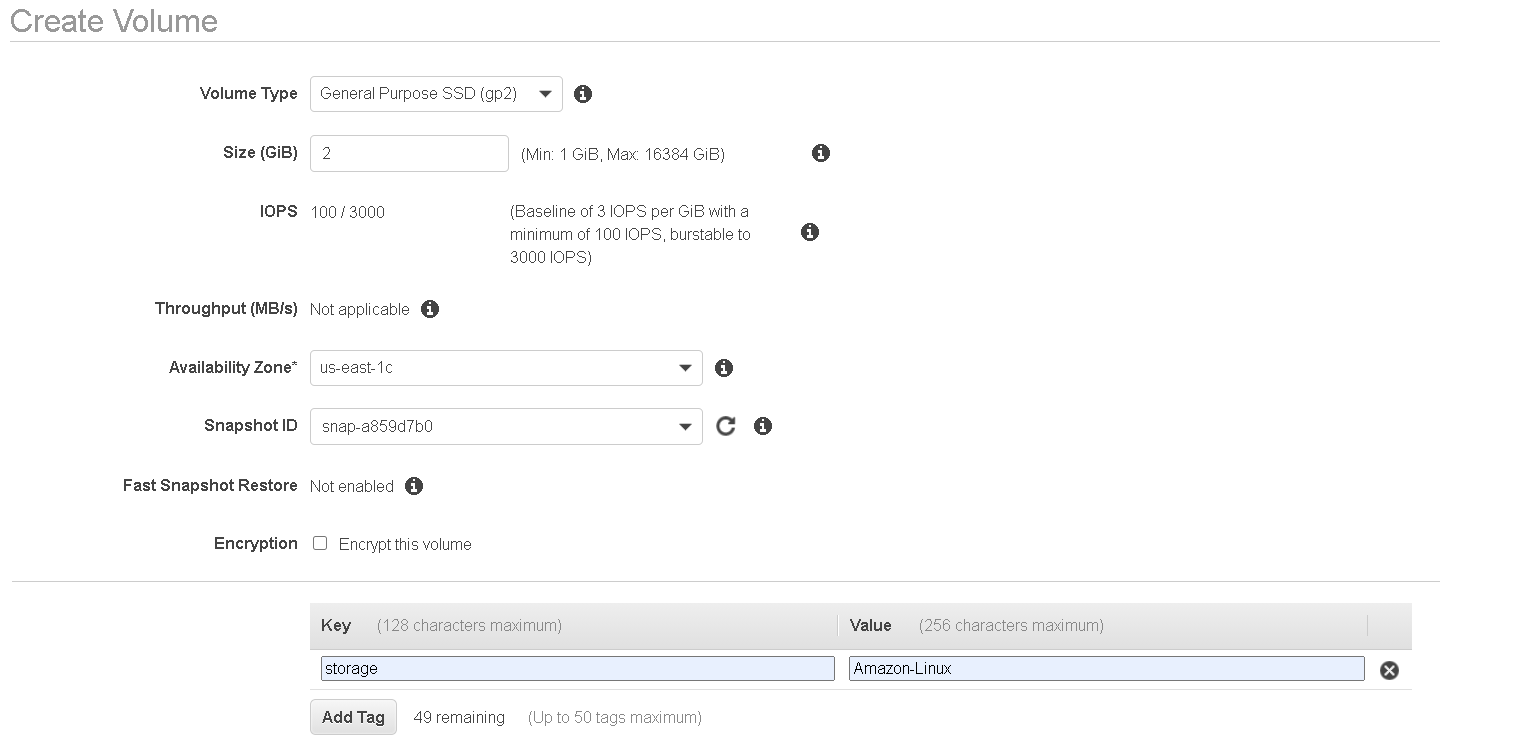 Create Volume
Volume Type General Purpose SSD (gp2)
Size (GiB) 2 (Min: 1 GiB, Max: 16384 GiB)
IOPS 100 / 3000 (Baseline of 3 IOPS per GiB with a
minimum of 100 IOPS, burstable to
3000 IOPS)
Throughput (MB/s) Not applicable
Availability Zone* us-east-1c
Snapshot ID snap-a859d7b0
Fast Snapshot Restore Not enabled
Encryption Encrypt this volume
Key (128 characters maximum) Value (256 characters maximum)
storage Amazon-Linux
Add Tag 49 remaining (Up to 50 tags maximum)